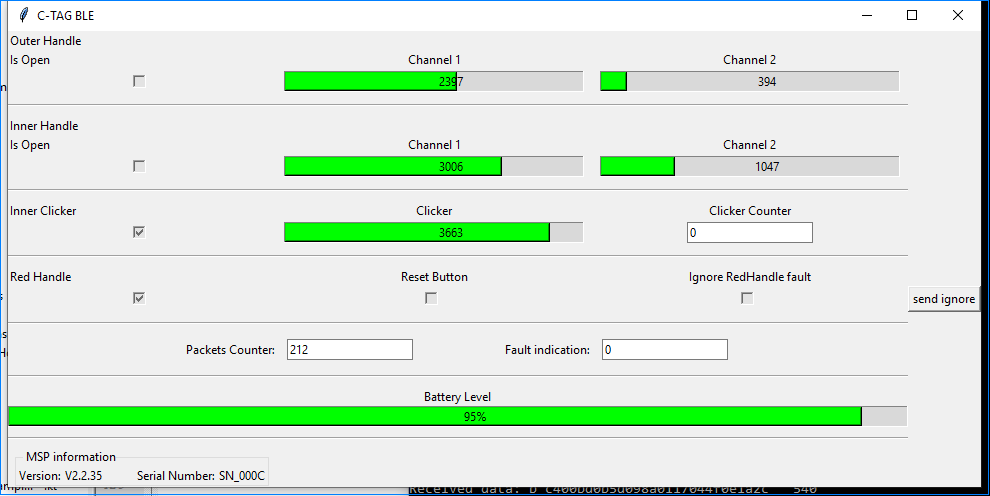 C-TAG BLE
Outer Handle
Is Open Channel 1 Channel 2
2397 394
Inner Handle
Is Open Channel 1 Channel 2
3006 1047
Inner Clicker Clicker Clicker Counter
3663 0
Red Handle Reset Button Ignore RedHandle fault
send ignore
Packets Counter: 212 Fault indication: 0
Battery Level
95%
MSP information
Version: V2.2.35 Serial Number: SN_000C
Received data: